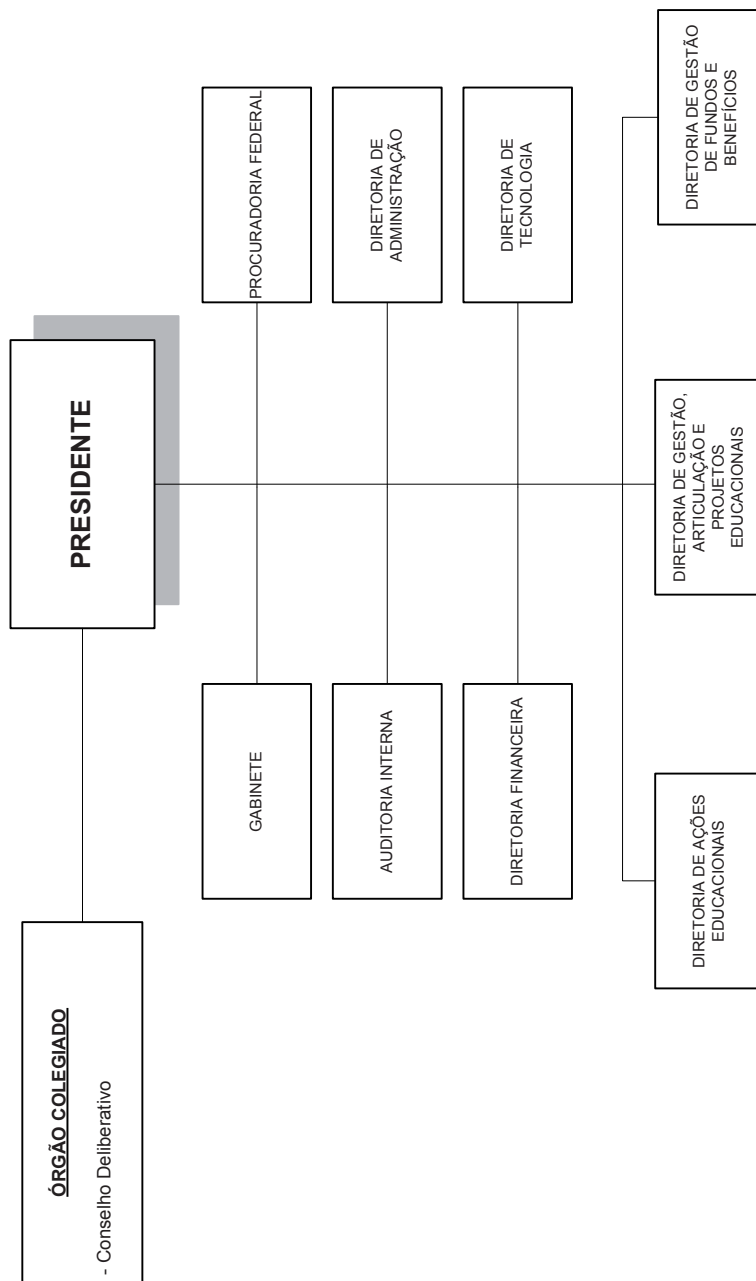 ÓRGÃO COLEGIADO
- Conselho Deliberativo
PRESIDENTE
GABINETE
PROCURADORIA FEDERAL
AUDITORIA INTERNA
DIRETORIA DE
ADMINISTRAÇÃO
DIRETORIA FINANCEIRA
DIRETORIA DE
TECNOLOGIA
DIRETORIA DE AÇÕES
EDUCACIONAIS
DIRETORIA DE GESTÃO,
ARTICULAÇÃO E
PROJETOS
EDUCACIONAIS
DIRETORIA DE GESTÃO
DE FUNDOS E
BENEFÍCIOS